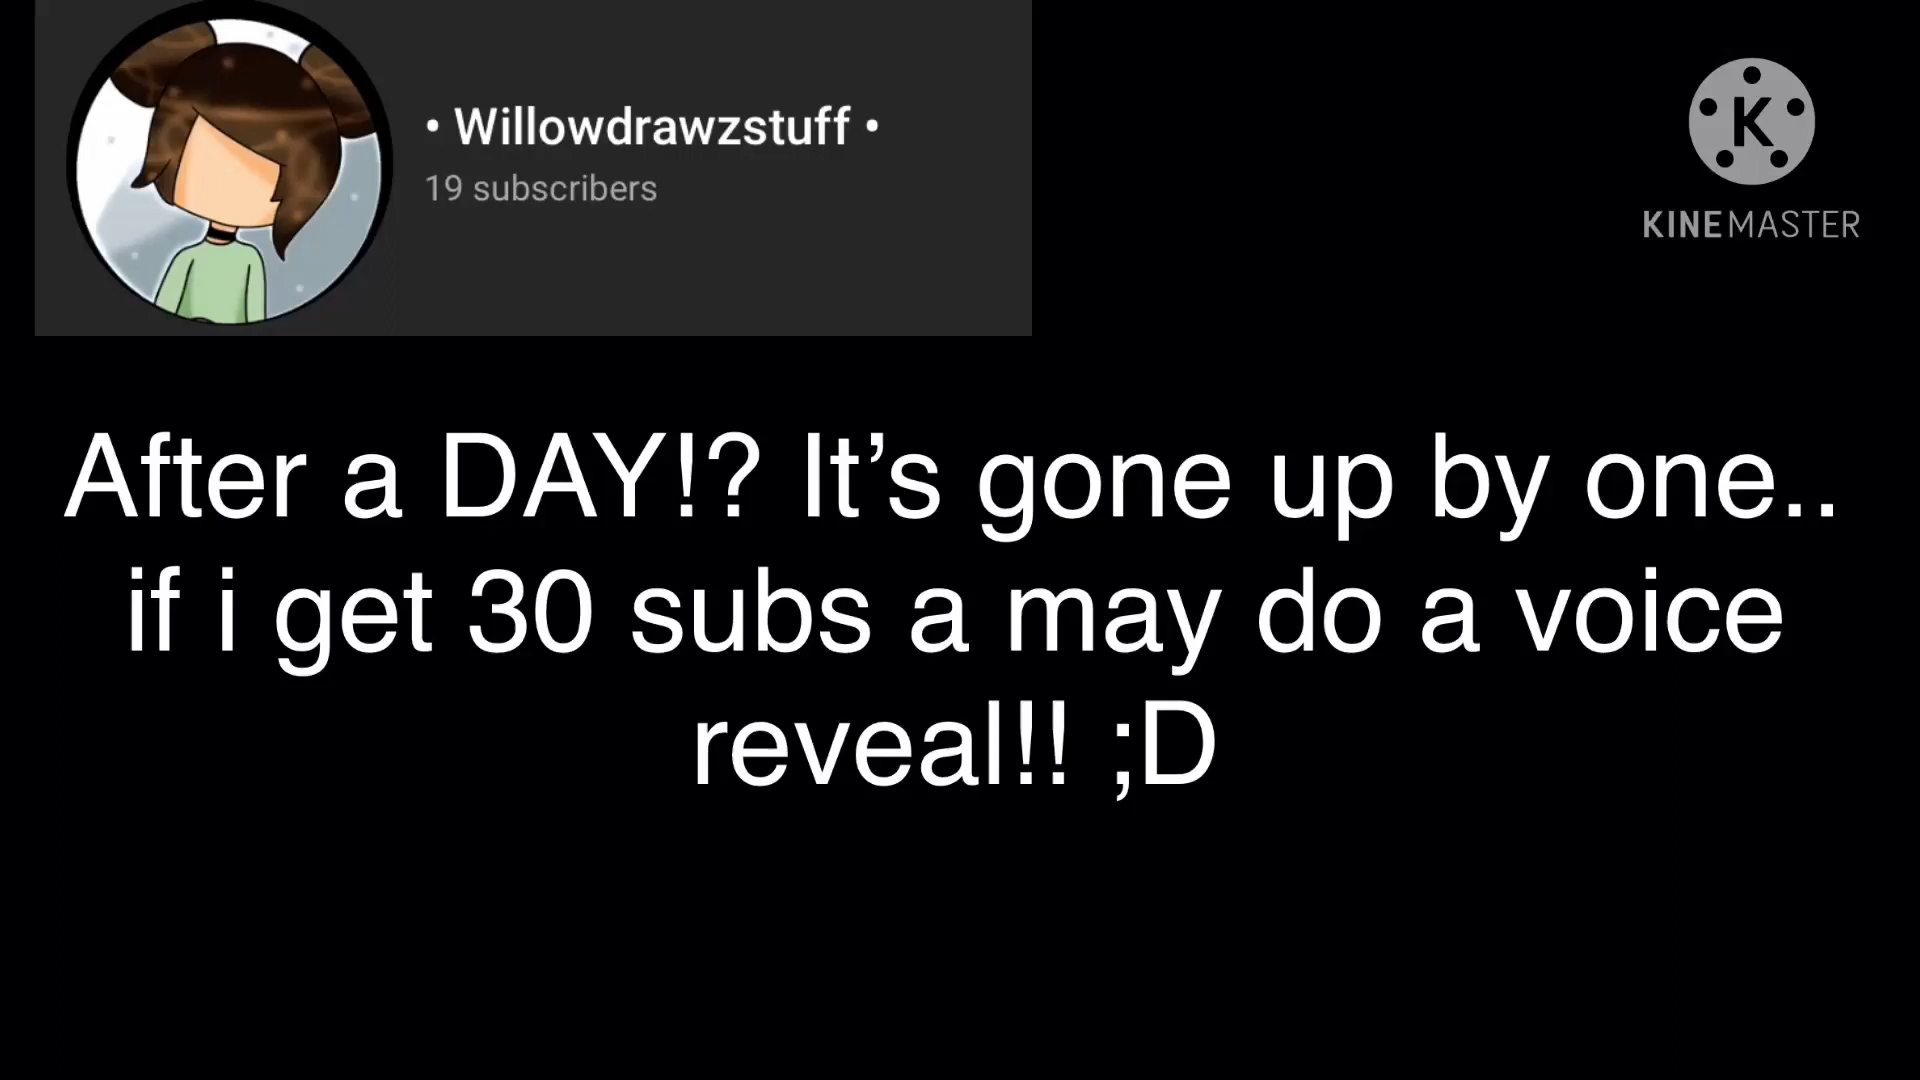 • Willowdrawzstuff •
19 subscribers
K
KINEMASTER
After a DAY!? It’s gone up by one..
if i get 30 subs a may do a voice
reveal!! ;D